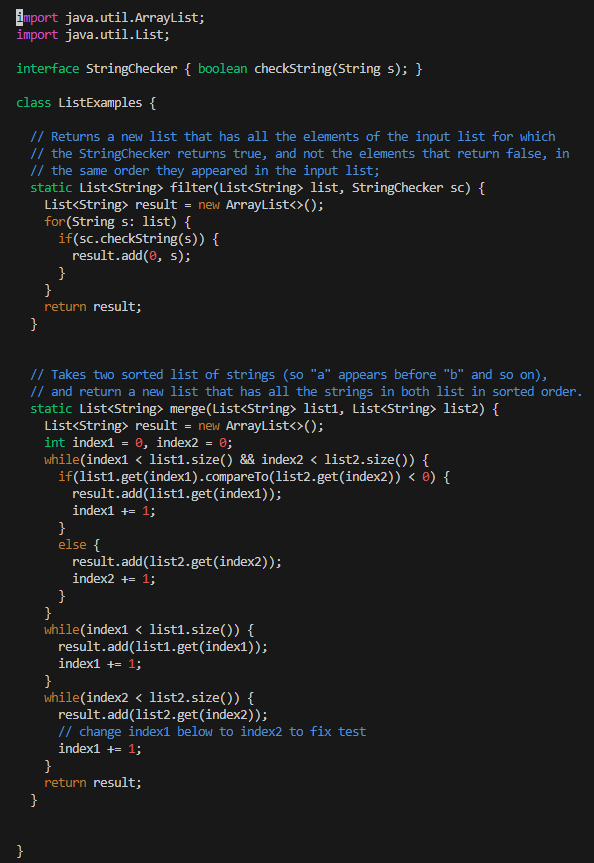 import java.util.ArrayList;
import java.util.List;

interface StringChecker { boolean checkString(String s); }

class ListExamples {

  // Returns a new list that has all the elements of the input list for which
  // the StringChecker returns true, and not the elements that return false, in
  // the same order they appeared in the input list;
  static List<String> filter(List<String> list, StringChecker sc) {
    List<String> result = new ArrayList<>();
    for(String s: list) {
      if(sc.checkString(s)) {
        result.add(0, s);
      }
    }
    return result;
  }


  // Takes two sorted list of strings (so "a" appears before "b" and so on),
  // and return a new list that has all the strings in both list in sorted order.
  static List<String> merge(List<String> list1, List<String> list2) {
    List<String> result = new ArrayList<>();
    int index1 = 0, index2 = 0;
    while(index1 < list1.size() && index2 < list2.size()) {
      if(list1.get(index1).compareTo(list2.get(index2)) < 0) {
        result.add(list1.get(index1));
        index1 += 1;
      }
      else {
        result.add(list2.get(index2));
        index2 += 1;
      }
    }
    while(index1 < list1.size()) {
      result.add(list1.get(index1));
      index1 += 1;
    }
    while(index2 < list2.size()) {
      result.add(list2.get(index2));
      // change index1 below to index2 to fix test
      index1 += 1;
    }
    return result;
  }


}